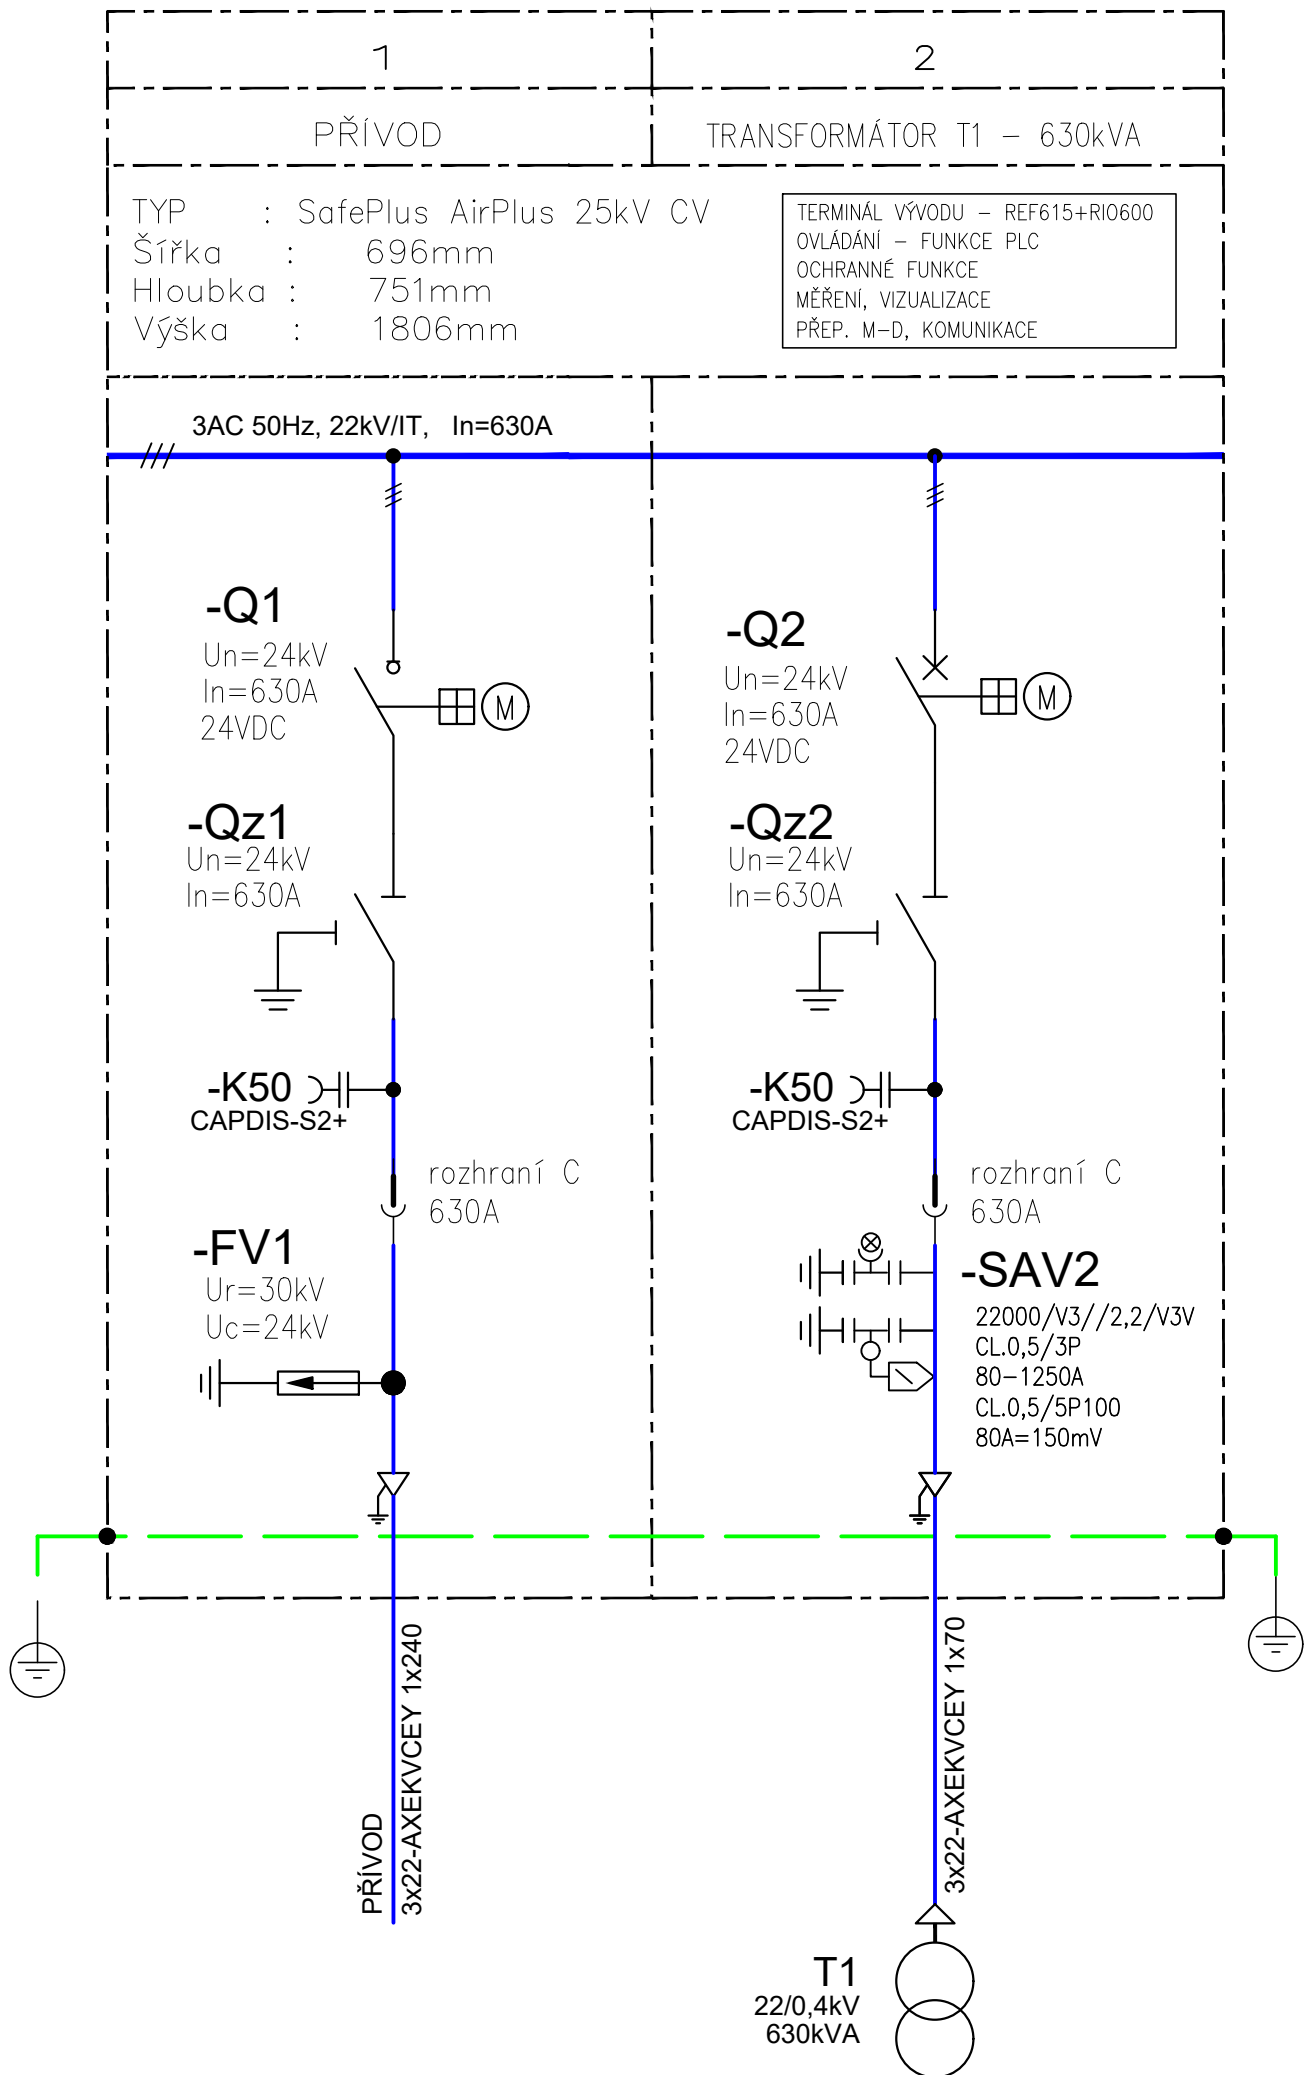 1
2
PŘÍVOD
TRANSFORMÁTOR T1 – 630kVA
TYP : SafePlus AirPlus 25kV CV
Šířka : 696mm
Hloubka : 751mm
Výška : 1806mm
TERMINÁL VÝVODU – REF615+RIO600
OVLÁDÁNÍ – FUNKCE PLC
OCHRANNÉ FUNKCE
MĚŘENÍ, VIZUALIZACE
PŘEP. M–D, KOMUNIKACE
3AC 50Hz, 22kV/IT, In=630A
-Q1
Un=24kV
In=630A
24VDC
M
-Q2
Un=24kV
In=630A
24VDC
M
-Qz1
Un=24kV
In=630A
-Qz2
Un=24kV
In=630A
-K50
CAPDIS-S2+
-K50
CAPDIS-S2+
rozhraní C
630A
rozhraní C
630A
-FV1
Ur=30kV
Uc=24kV
-SAV2
22000/V3//2,2/V3V
CL.0,5/3P
80–1250A
CL.0,5/5P100
80A=150mV
PŘÍVOD
3x22-AXEKVCEY 1x240
3x22-AXEKVCEY 1x70
T1
22/0,4kV
630kVA